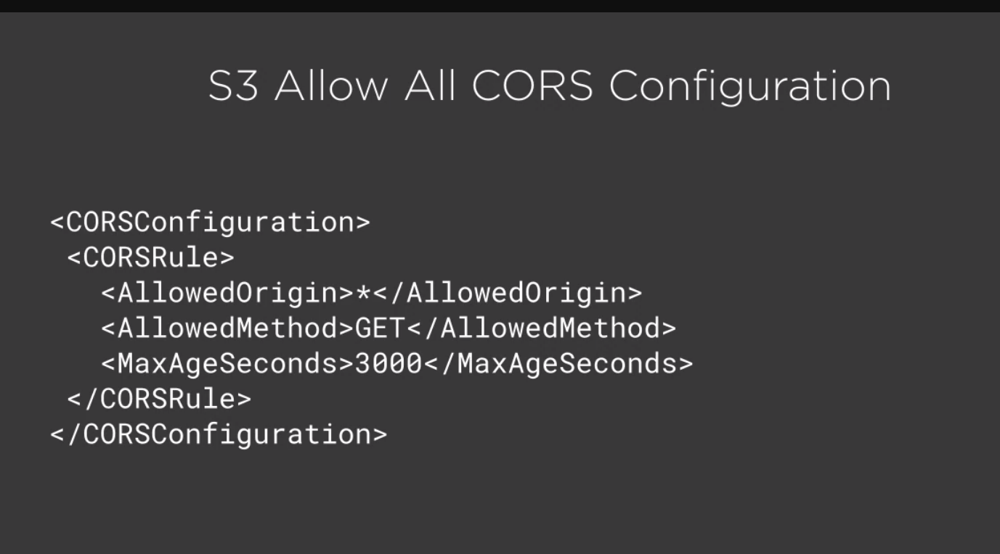 S3 Allow All CORS Configuration
<CORSConfiguration>
<CORSRule>
<AllowedOrigin>*</AllowedOrigin>
<AllowedMethod>GET</AllowedMethod>
<MaxAgeSeconds>3000</MaxAgeSeconds>
</CORSRule>
</CORSConfiguration>